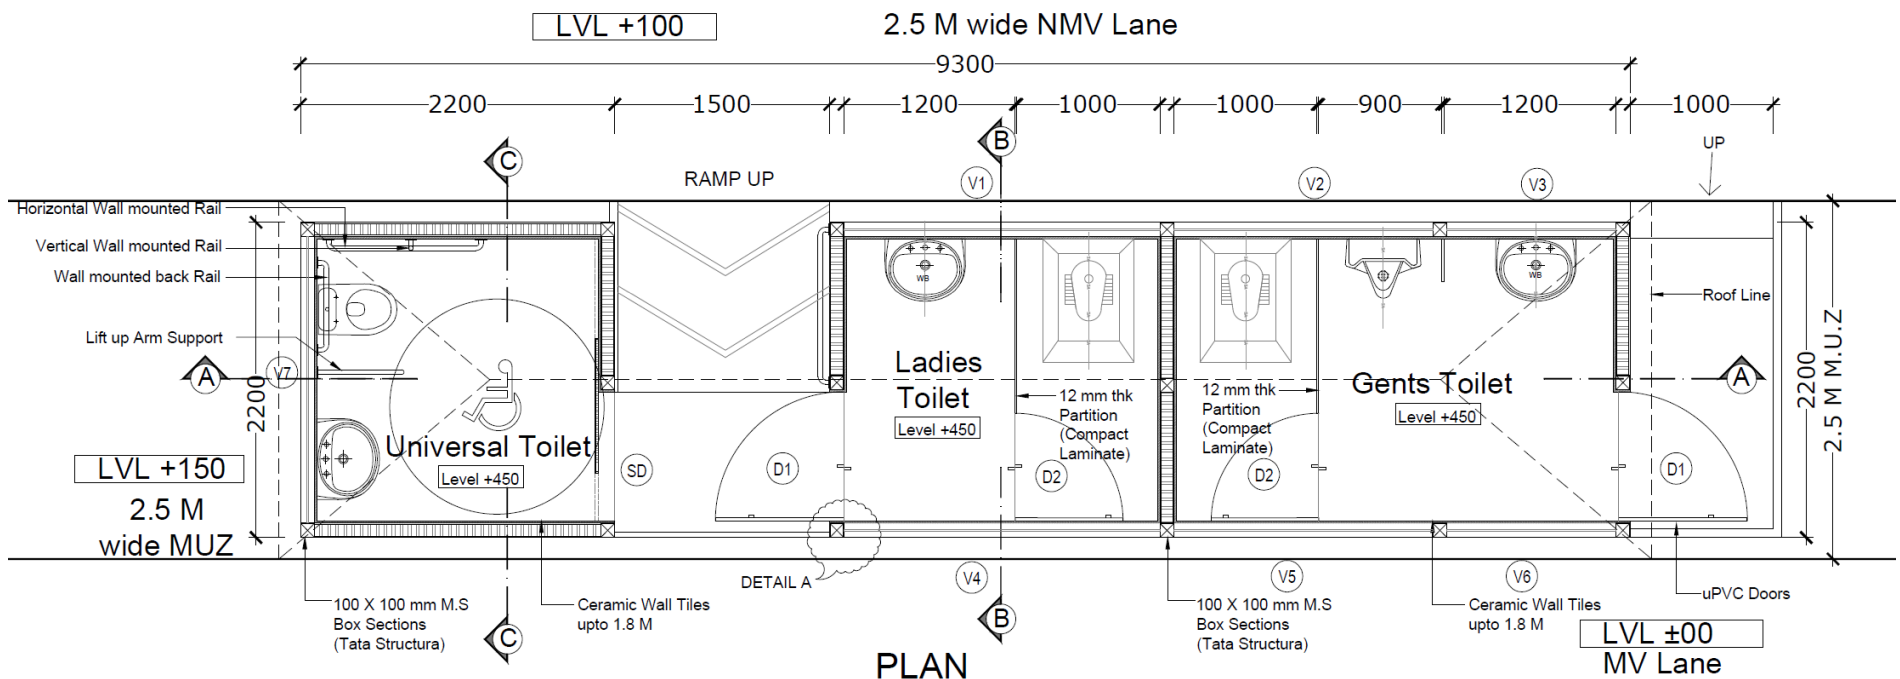 LVL +100
2.5 M wide NMV Lane
9300
2200
1500
1200
1000
1000
900
1200
1000
UP
C
B
RAMP UP
V1
V2
V3
Horizontal Wall mounted Rail
Vertical Wall mounted Rail
Wall mounted back Rail
WB
WB
Roof Line
Lift up Arm Support
Ladies
Toilet
Level +450
Gents Toilet
Level +450
A
V7
A
12 mm thk
Partition
(Compact
Laminate)
12 mm thk
Partition
(Compact
Laminate)
2200
2200
2.5 M M.U.Z
Universal Toilet
Level +450
SD
D1
D2
D2
D1
LVL +150
2.5 M
wide MUZ
DETAIL A
V4
V5
V6
uPVC Doors
100 X 100 mm M.S
Box Sections
(Tata Structura)
Ceramic Wall Tiles
upto 1.8 M
100 X 100 mm M.S
Box Sections
(Tata Structura)
Ceramic Wall Tiles
upto 1.8 M
C
B
LVL ±00
MV Lane
PLAN